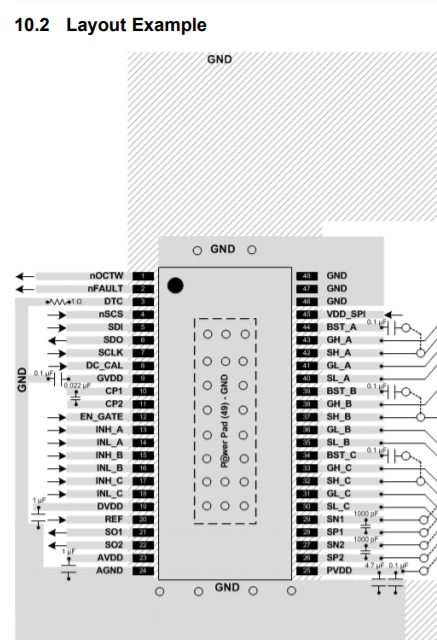 10.2 Layout Example
GND
GND
nOCTW 1 48 GND
nFAULT 2 47 GND
1 Ω DTC 3 46 GND
nSCS 4 45 VDD_SPI
SDI 5 44 BST_A 0.1 µF
SDO 6 43 GH_A
SCLK 7 42 SH_A
DC_CAL 8 41 GL_A
0.1 µF GVDD 9 40 SL_A
0.022 µF CP1 10 39 BST_B 0.1 µF
CP2 11 38 GH_B
EN_GATE 12 37 SH_B
INH_A 13 36 GL_B
INL_A 14 35 SL_B
INH_B 15 34 BST_C 0.1 µF
INL_B 16 33 GH_C
INH_C 17 32 SH_C
INL_C 18 31 GL_C
DVDD 19 30 SL_C
1 µF REF 20 29 SN1 1000 pF
SO1 21 28 SP1
SO2 22 27 SN2 1000 pF
1 µF AVDD 23 26 SP2
AGND 24 25 PVDD 4.7 µF 0.1 µF
GND
Power Pad (49) - GND
GND